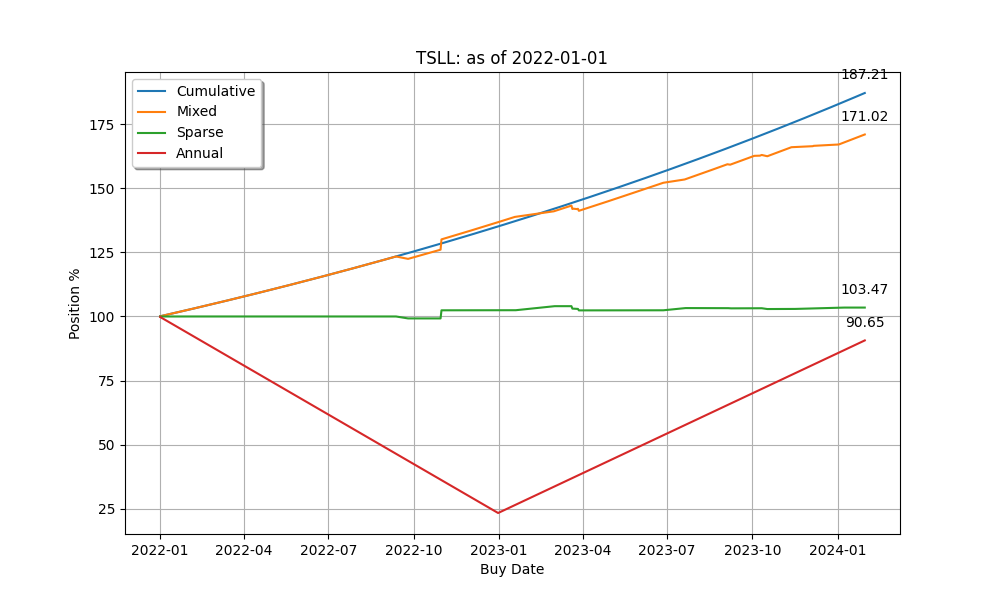 TSLL: as of 2022-01-01
187.21
Cumulative
Mixed
Sparse
Annual
171.02
103.47
90.65
175
150
125
100
75
50
25
Position %
2022-01 2022-04 2022-07 2022-10 2023-01 2023-04 2023-07 2023-10 2024-01
Buy Date